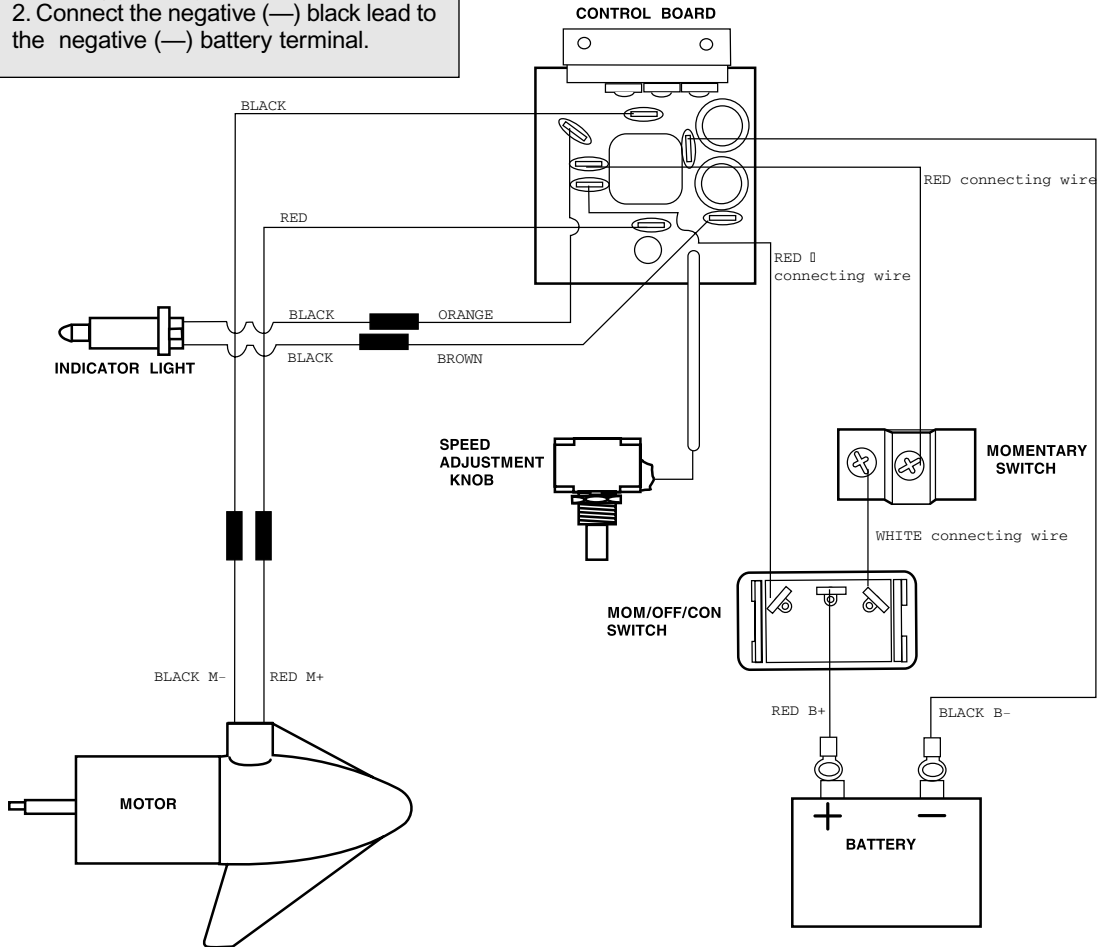 2. Connect the negative (—) black lead to
the negative (—) battery terminal.
CONTROL BOARD
BLACK
RED connecting wire
RED
RED ▯
connecting wire
BLACK
ORANGE
BLACK
BROWN
INDICATOR LIGHT
SPEED
ADJUSTMENT
KNOB
MOMENTARY
SWITCH
WHITE connecting wire
MOM/OFF/CON
SWITCH
BLACK M-
RED M+
RED B+
BLACK B-
MOTOR
+
—
BATTERY